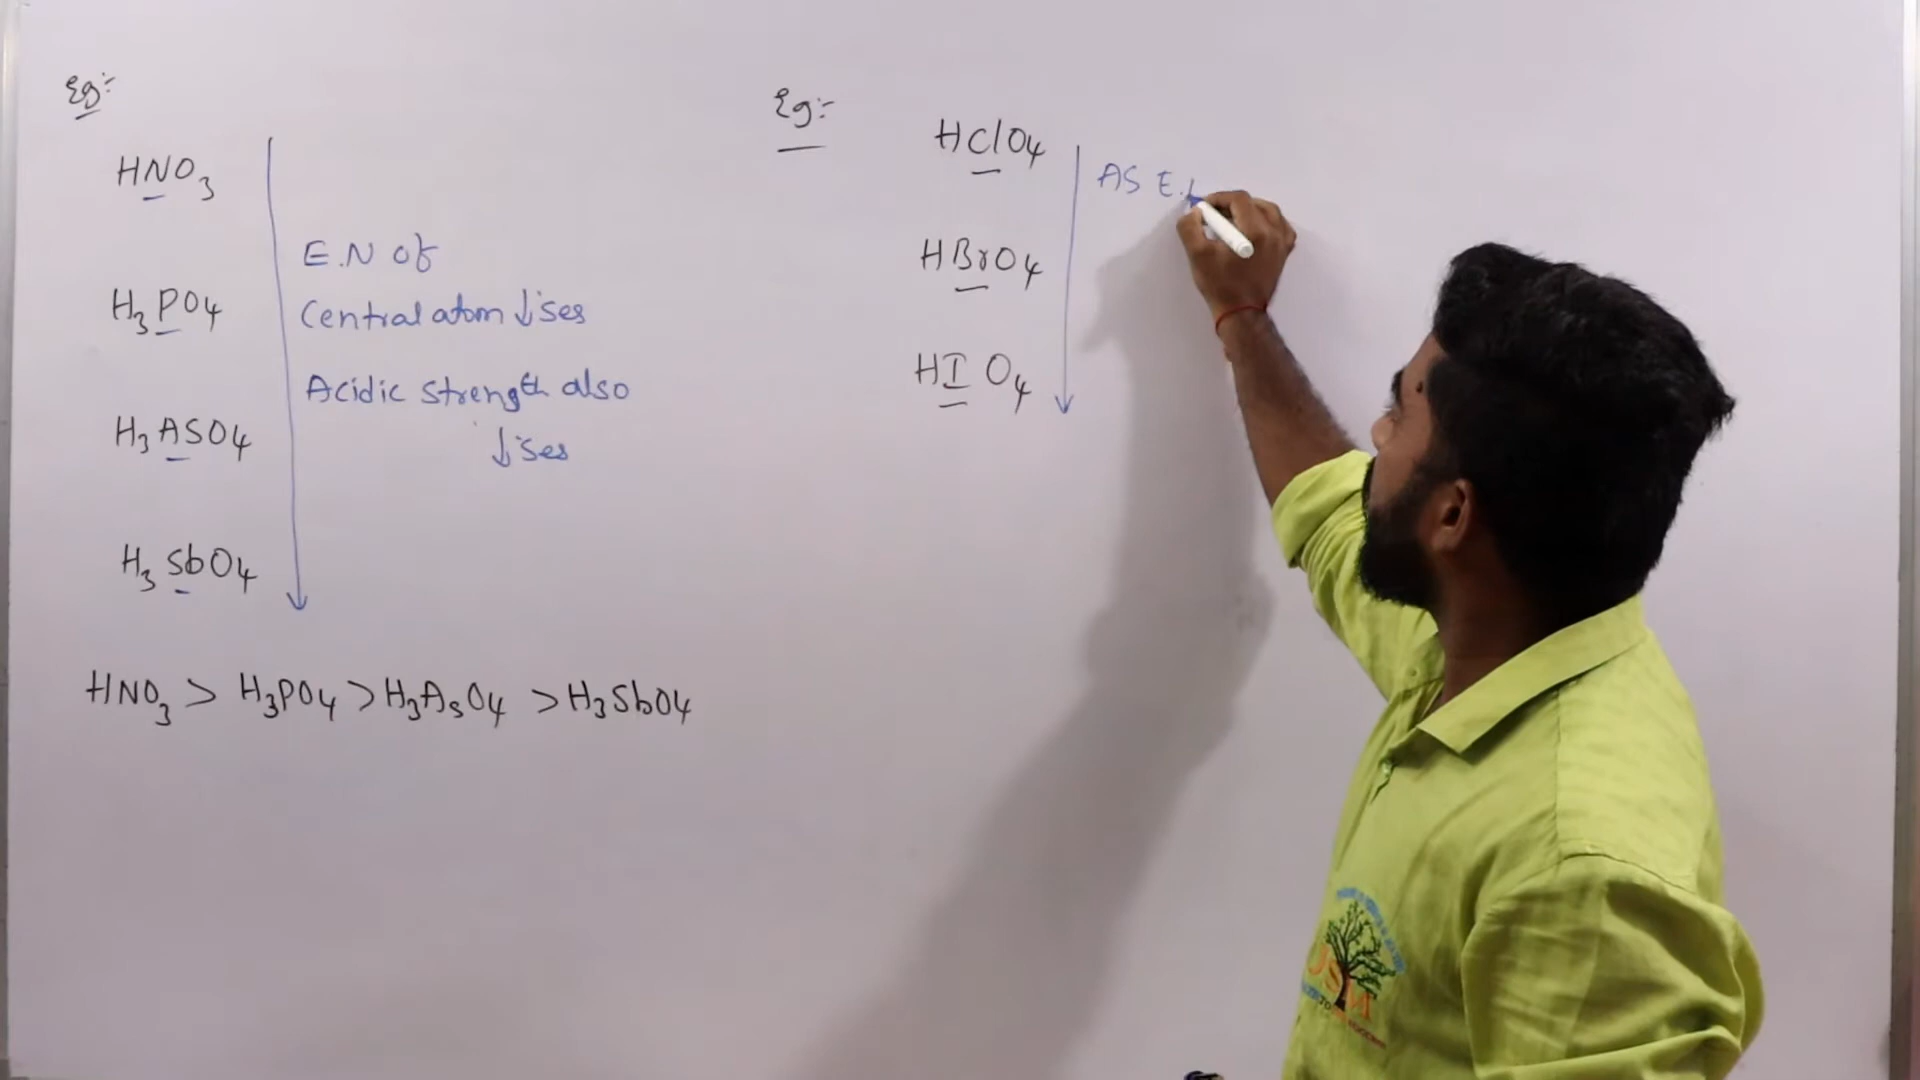 Eg:-
HNO3
H3PO4
H3ASO4
H3SbO4
E.N of
Central atom ↓ses
Acidic strength also
↓ses
HNO3 > H3PO4 > H3AsO4 > H3SbO4
Eg:-
HClO4
HBrO4
HIO4
AS E.